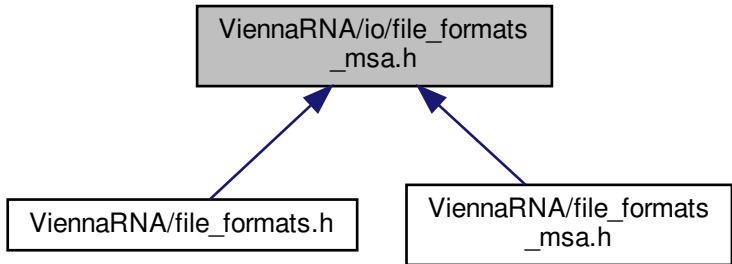 ViennaRNA/io/file_formats
_msa.h
ViennaRNA/file_formats.h
ViennaRNA/file_formats
_msa.h